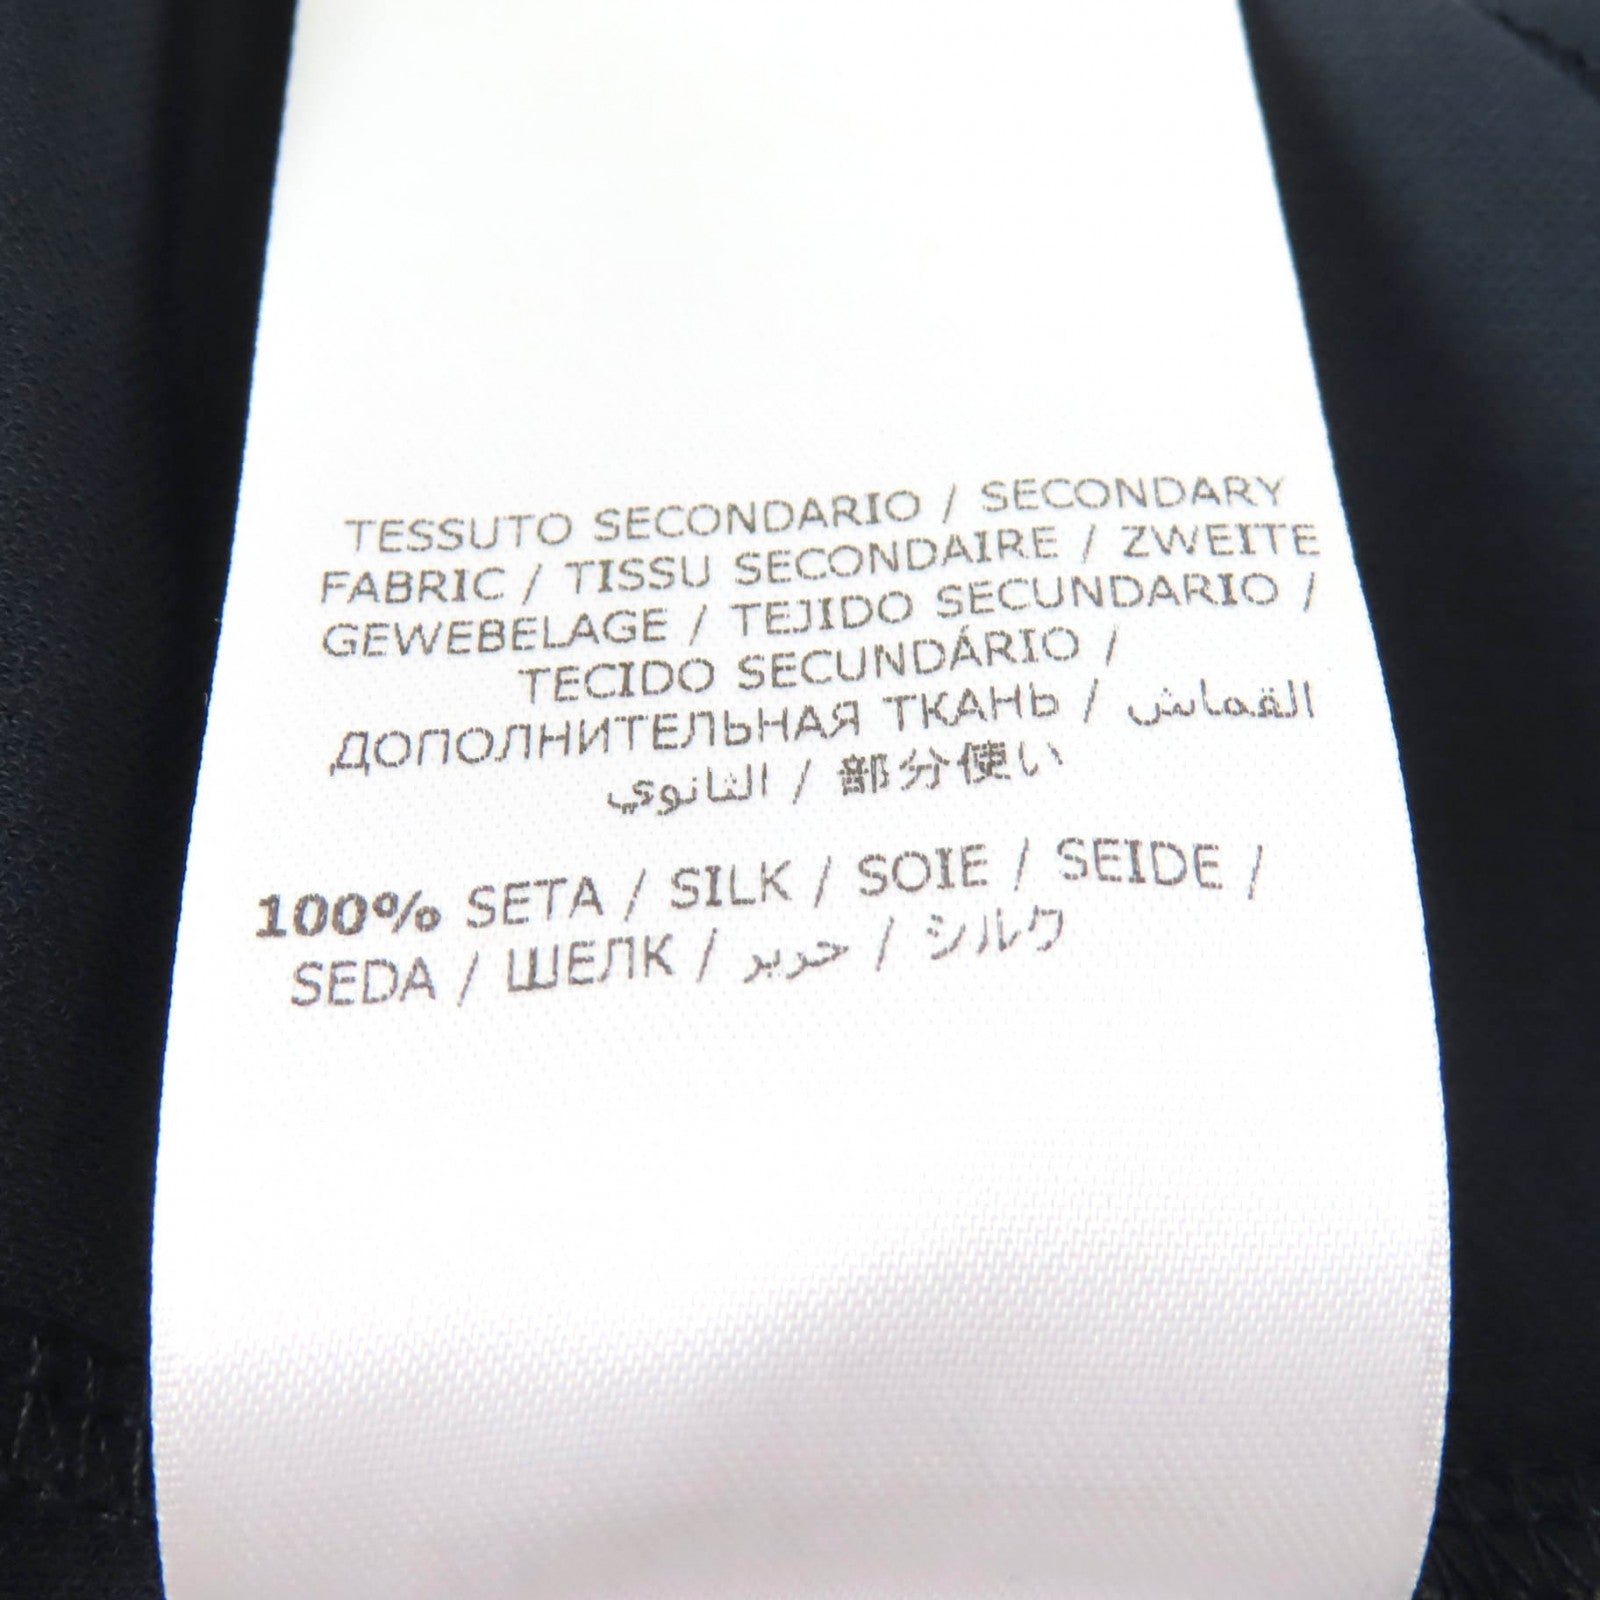 TESSUTO SECONDARIO / SECONDARY
FABRIC / TISSU SECONDAIRE / ZWEITE
GEWEBELAGE / TEJIDO SECUNDARIO /
TECIDO SECUNDÁRIO /
ДОПОЛНИТЕЛЬНАЯ ТКАНЬ / القماش
الثانوي / 部分使い
100% SETA / SILK / SOIE / SEIDE /
SEDA / ШЕЛК / حرير / シルク